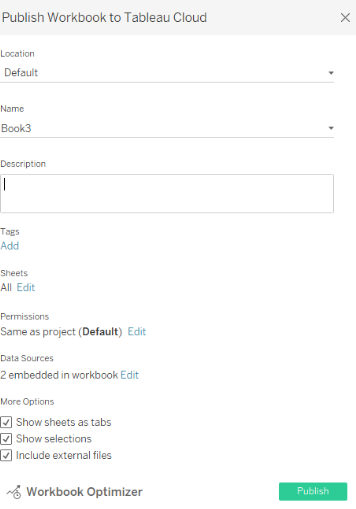 Publish Workbook to Tableau Cloud
Location
Default
Name
Book3
Description
Tags
Add
Sheets
All Edit
Permissions
Same as project (Default) Edit
Data Sources
2 embedded in workbook Edit
More Options
Show sheets as tabs
Show selections
Include external files
Workbook Optimizer
Publish